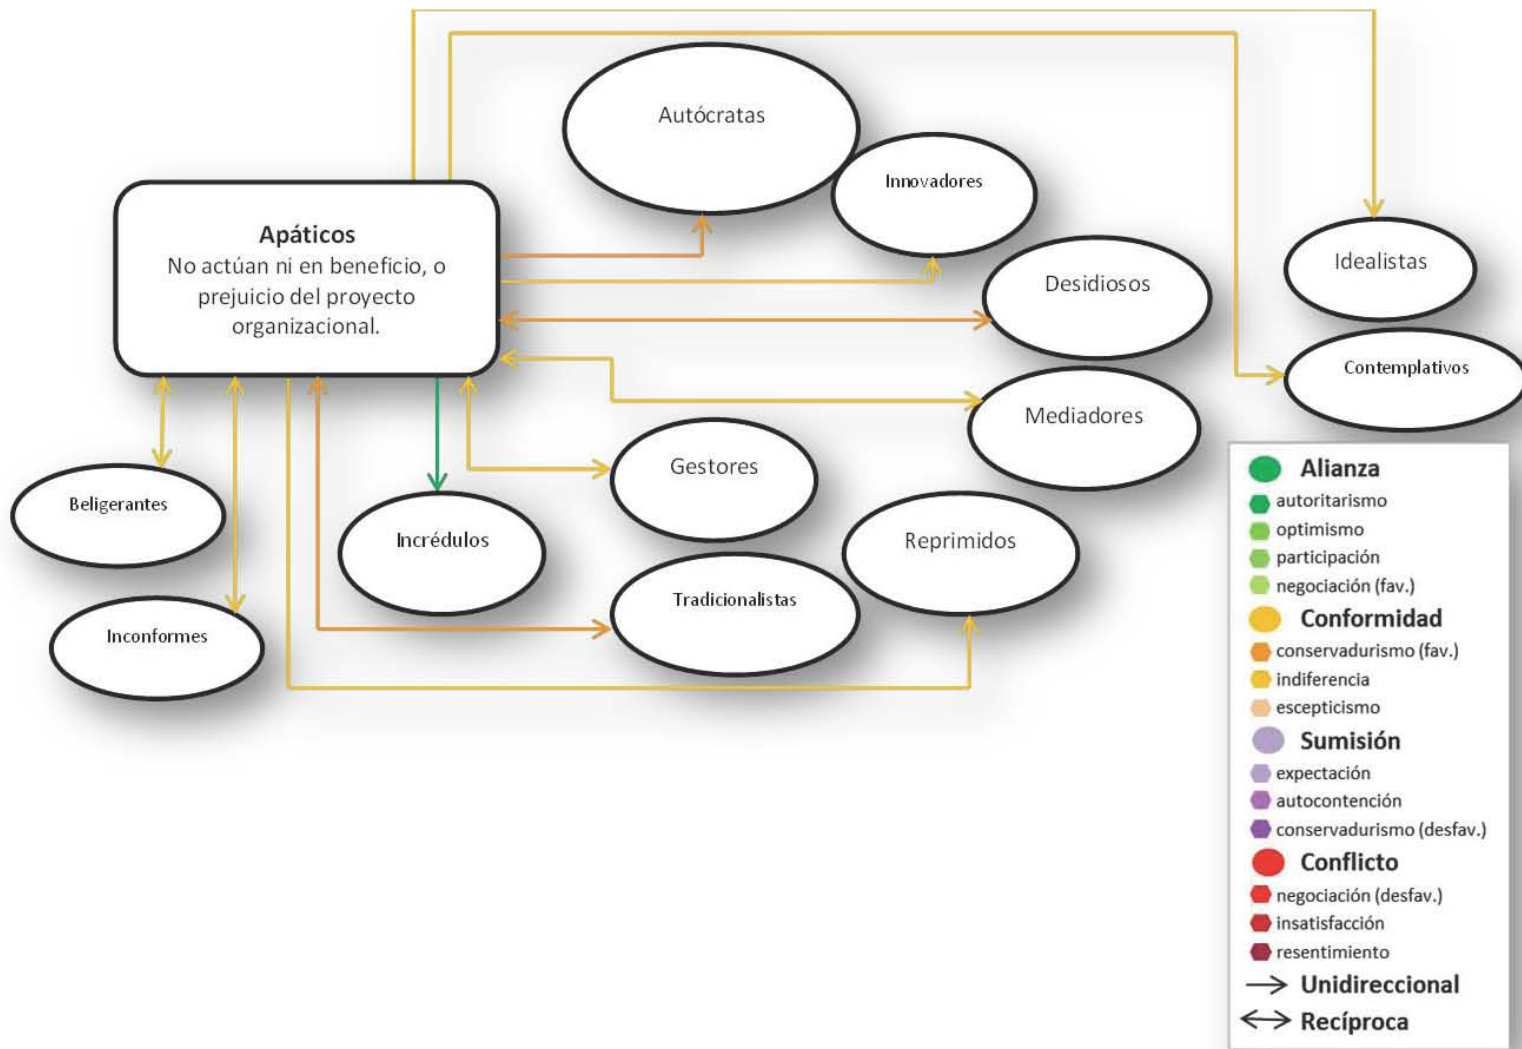 Autócratas
Innovadores
Apáticos
No actúan ni en beneficio, o
prejuicio del proyecto
organizacional.
Idealistas
Desidiosos
Contemplativos
Mediadores
Gestores
Beligerantes
Incrédulos
Reprimidos
Tradicionalistas
Inconformes
Alianza
autoritarismo
optimismo
participación
negociación (fav.)
Conformidad
conservadurismo (fav.)
indiferencia
escepticismo
Sumisión
expectación
autocontención
conservadurismo (desfav.)
Conflicto
negociación (desfav.)
insatisfacción
resentimiento
Unidireccional
Recíproca